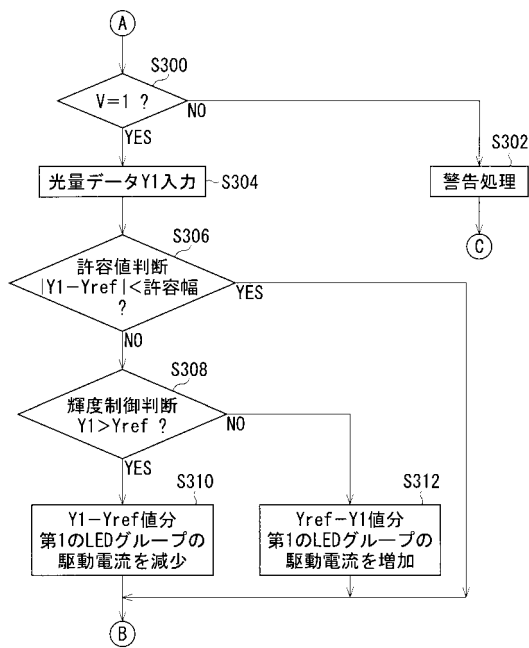 A
S300
V=1 ?
NO
YES
S302
光量データY1入力
S304
警告処理
C
S306
許容値判断
|Y1-Yref|<許容幅
?
YES
NO
S308
輝度制御判断
Y1>Yref ?
NO
YES
S310
Y1-Yref値分
第1のLEDグループの
駆動電流を減少
S312
Yref-Y1値分
第1のLEDグループの
駆動電流を増加
B